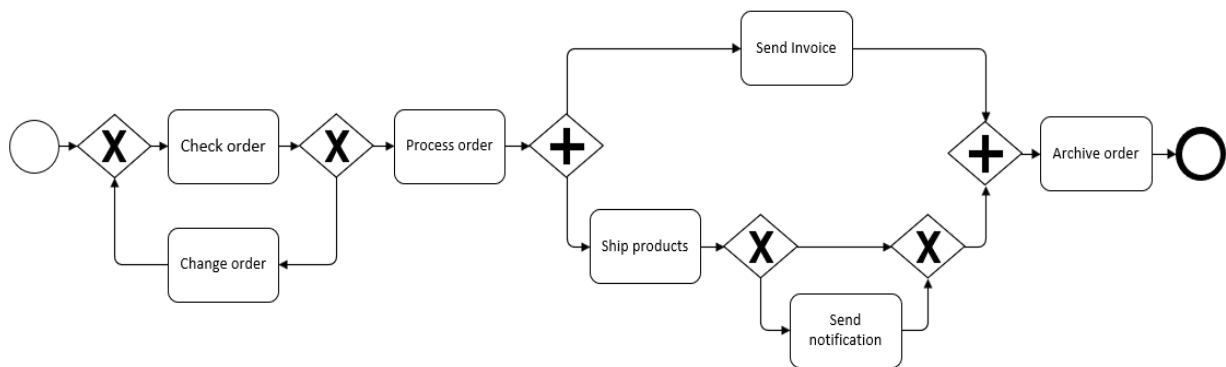 Send Invoice
X
Check order
X
Process order
+
+
Archive order
Change order
Ship products
X
X
Send
notification